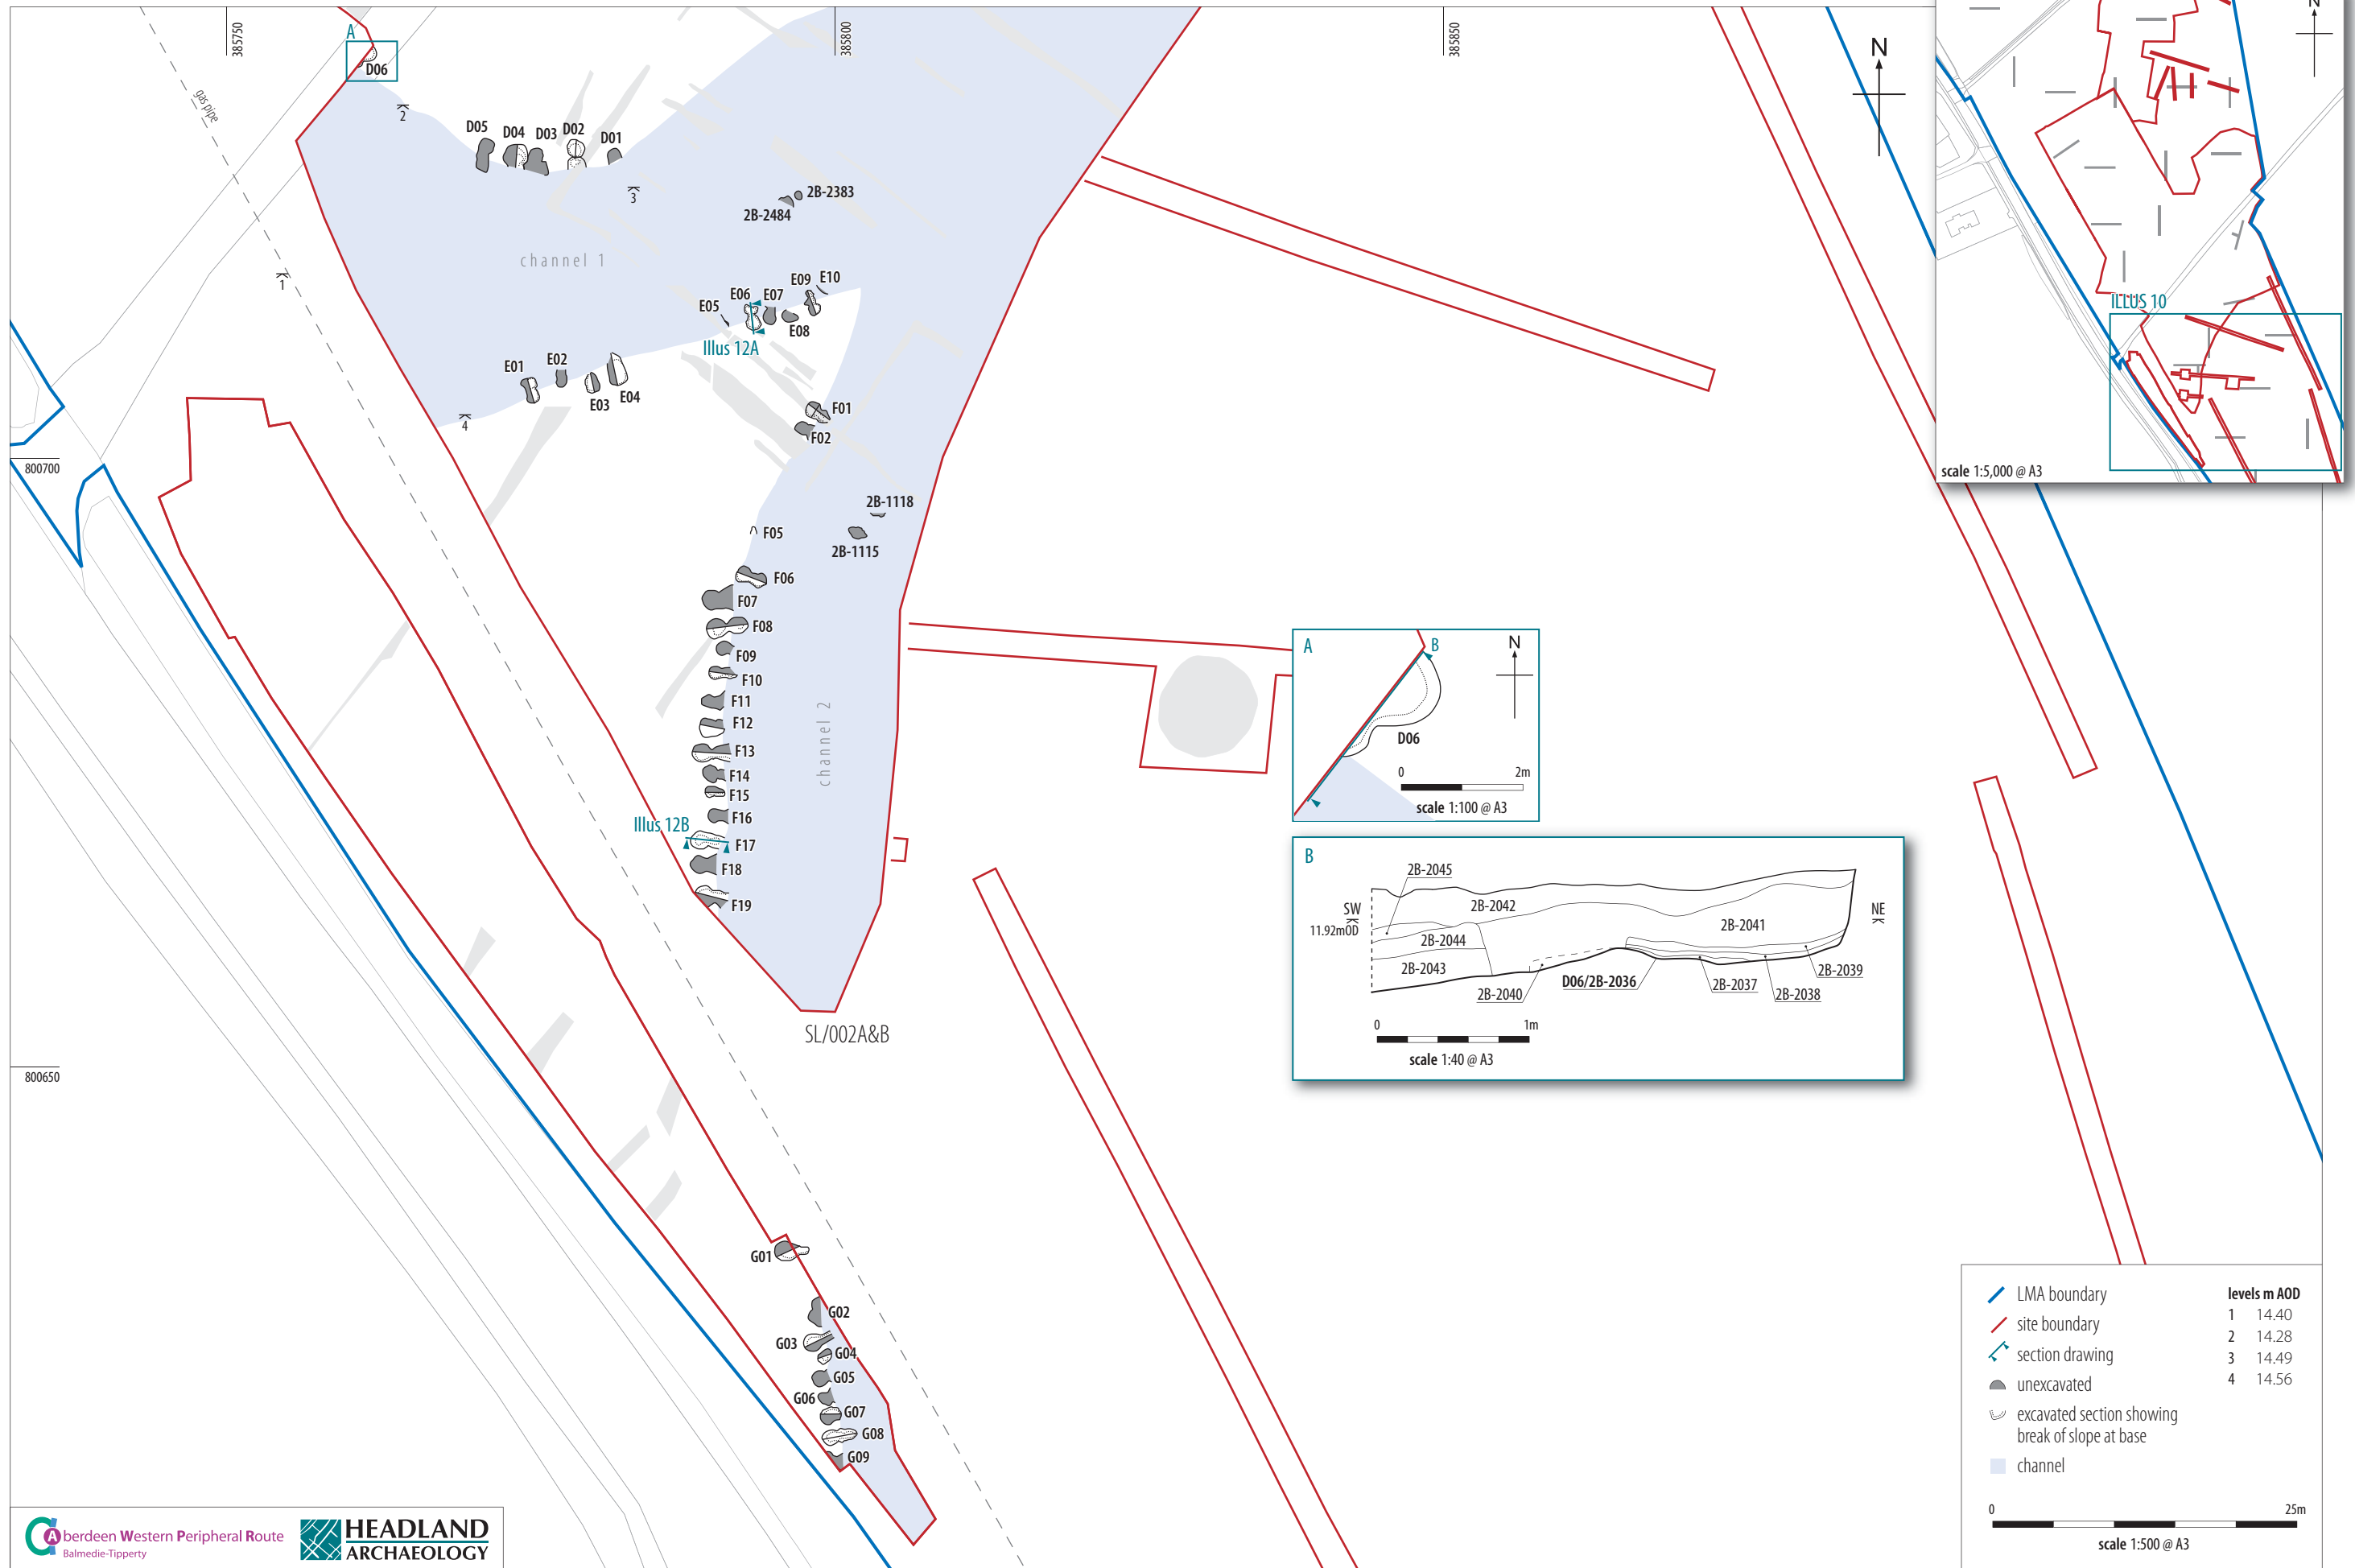 385750
385800
385850
N
N
A
D06
gas pipe
2
D05
D04
D03
D02
D01
3
2B-2383
2B-2484
channel 1
1
E05
E06
E07
E09
E10
E08
Illus 12A
E01
E02
E03
E04
4
F01
F02
800700
2B-1118
2B-1115
F05
F06
F07
F08
F09
F10
F11
F12
F13
F14
F15
F16
Illus 12B
F17
F18
F19
channel 2
SL/002A&B
800650
G01
G02
G03
G04
G05
G06
G07
G08
G09
ILLUS 10
scale 1:5,000 @ A3
A
B
N
D06
0 2m
scale 1:100 @ A3
B
2B-2045
SW
11.92mOD
2B-2042
NE
2B-2041
2B-2044
2B-2043
2B-2040
D06/2B-2036
2B-2037
2B-2038
2B-2039
0 1m
scale 1:40 @ A3
LMA boundary
site boundary
section drawing
unexcavated
excavated section showing
break of slope at base
channel
levels m AOD
1 14.40
2 14.28
3 14.49
4 14.56
0 25m
scale 1:500 @ A3
Aberdeen Western Peripheral Route
Balmedie-Tipperty
HEADLAND
ARCHAEOLOGY